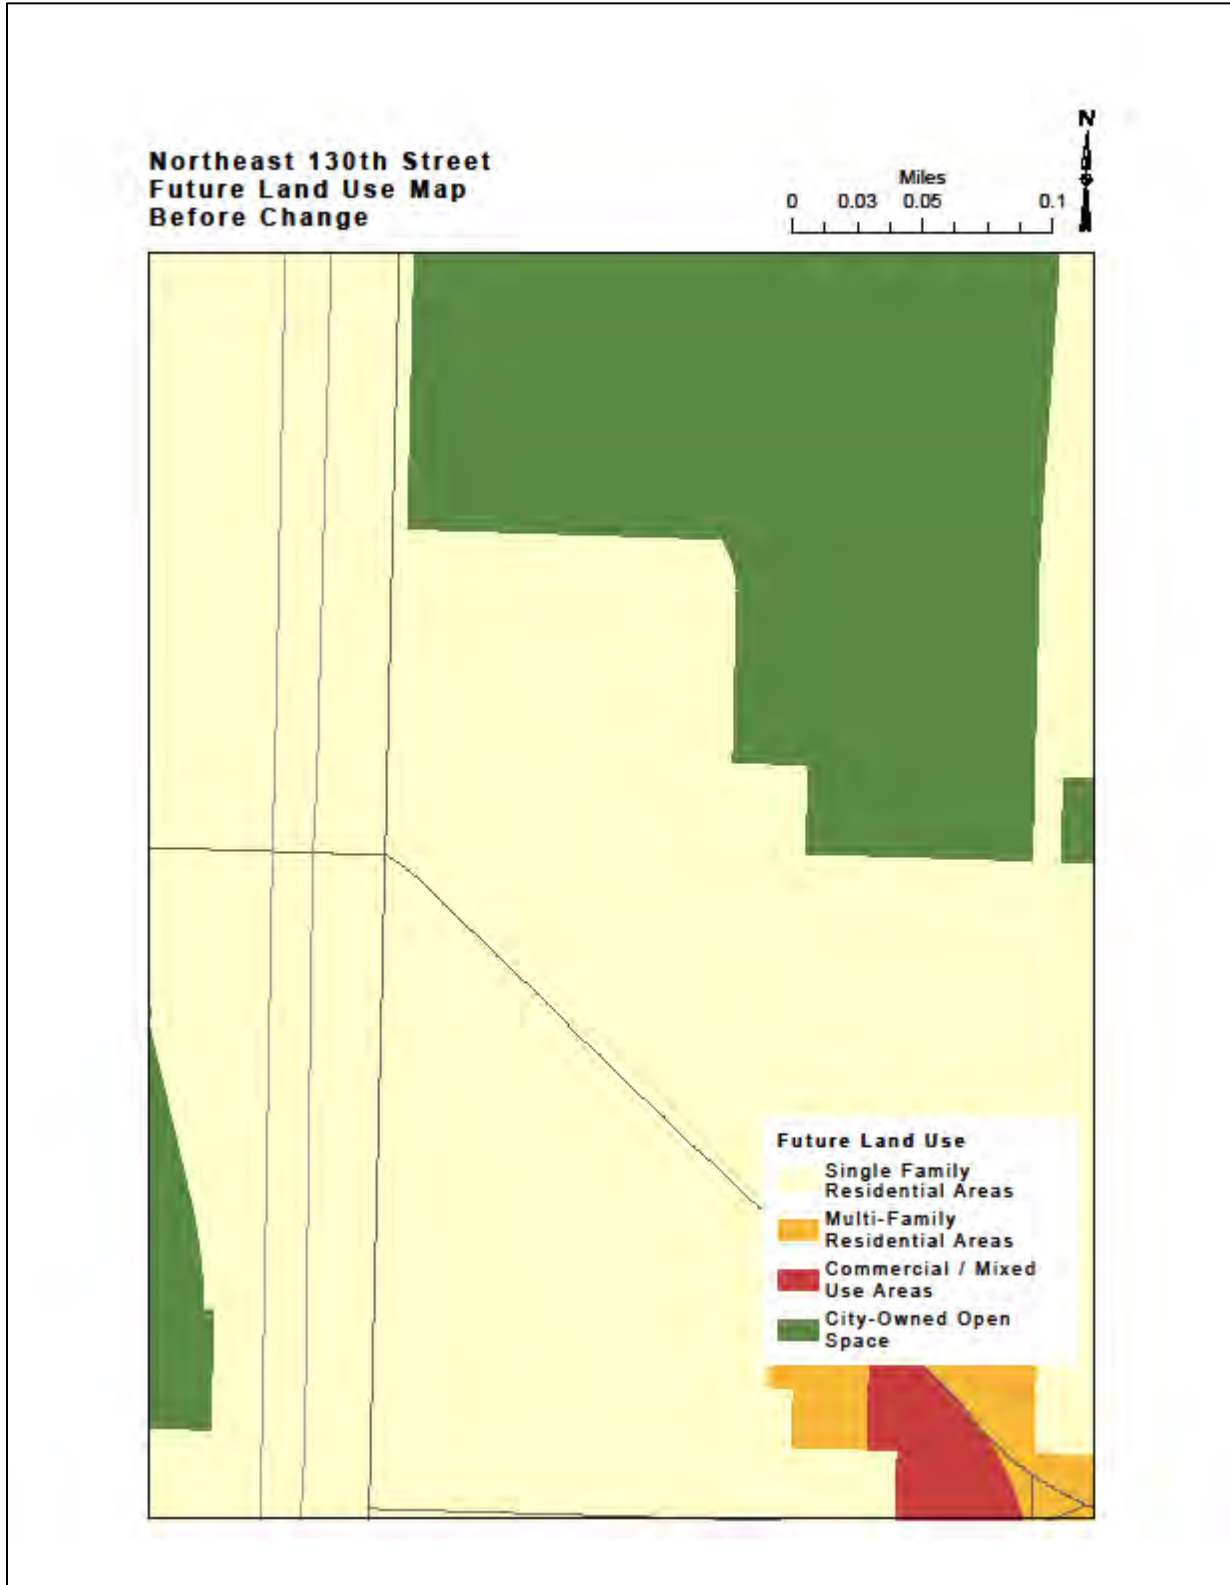 Northeast 130th Street
Future Land Use Map
Before Change
N
Miles
0 0.03 0.05 0.1
Future Land Use
Single Family
Residential Areas
Multi-Family
Residential Areas
Commercial / Mixed
Use Areas
City-Owned Open
Space